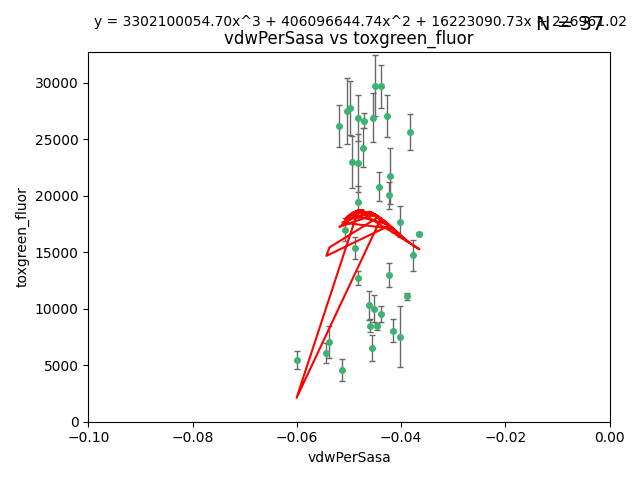 y = 3302100054.70x^3 + 406096644.74x^2 + 16223090.73x + 226961.02
N = 37
vdwPerSasa vs toxgreen_fluor
30000
25000
20000
15000
10000
5000
0
toxgreen_fluor
−0.10 −0.08 −0.06 −0.04 −0.02 0.00
vdwPerSasa